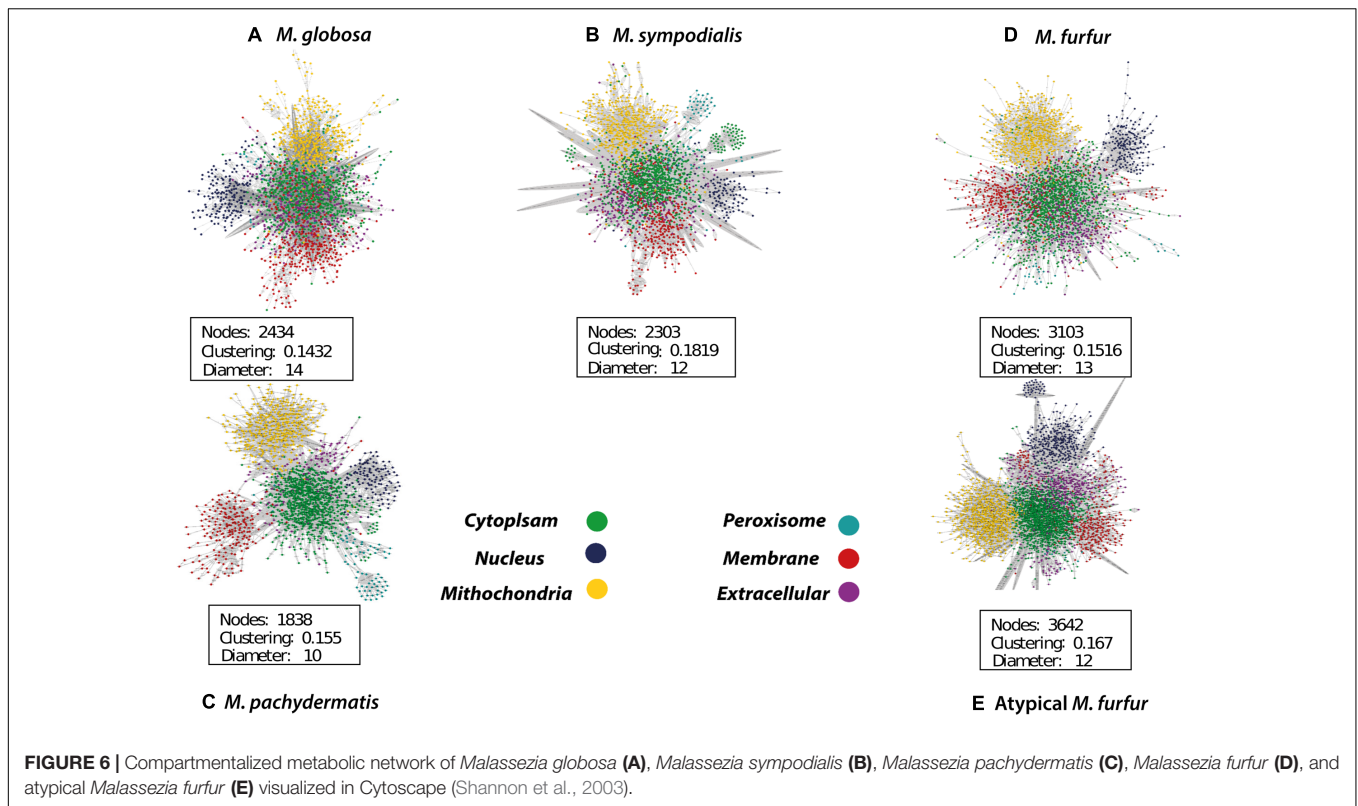 A M. globosa
B M. sympodialis
D M. furfur
Nodes: 2434
Clustering: 0.1432
Diameter: 14
Nodes: 2303
Clustering: 0.1819
Diameter: 12
Nodes: 3103
Clustering: 0.1516
Diameter: 13
Cytoplsam
Nucleus
Mithochondria
Peroxisome
Membrane
Extracellular
Nodes: 1838
Clustering: 0.155
Diameter: 10
Nodes: 3642
Clustering: 0.167
Diameter: 12
C M. pachydermatis
E Atypical M. furfur
FIGURE 6 | Compartmentalized metabolic network of Malassezia globosa (A), Malassezia sympodialis (B), Malassezia pachydermatis (C), Malassezia furfur (D), and
atypical Malassezia furfur (E) visualized in Cytoscape (Shannon et al., 2003).